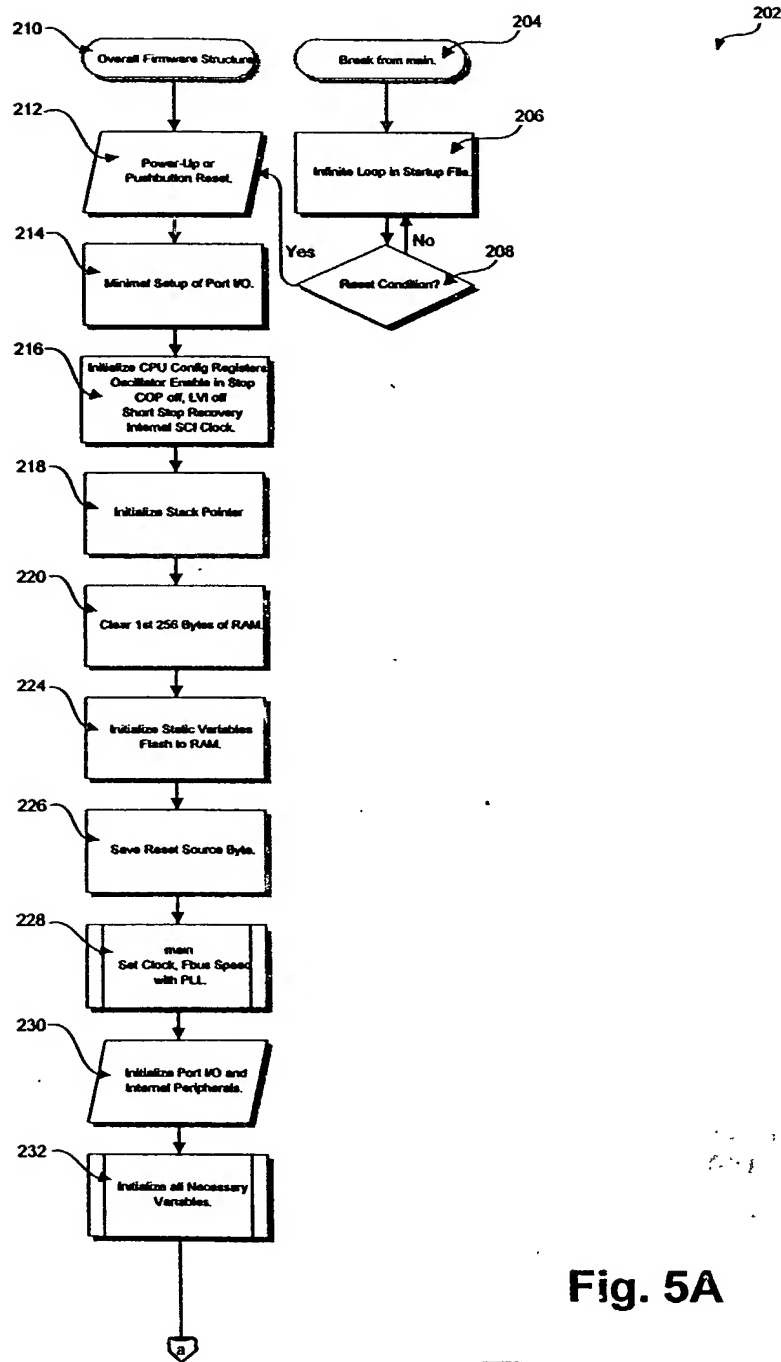 210
Overall Firmware Structure
204
Break from main.
202
212
Power-Up or
Pushbutton Reset.
206
Infinite Loop in Startup File.
Yes
No
208
Reset Condition?
214
Minimal Setup of Port I/O.
216
Initialize CPU Config Registers
Oscillator Enable in Stop
COP off, LVI off
Short Stop Recovery
Internal SCI Clock.
218
Initialize Stack Pointer
220
Clear 1st 256 Bytes of RAM.
224
Initialize Static Variables
Flash to RAM.
226
Save Reset Source Byte.
228
main
Set Clock, Fbus Speed
with PLL.
230
Initialize Port I/O and
Internal Peripherals.
232
Initialize all Necessary
Variables.
a
Fig. 5A